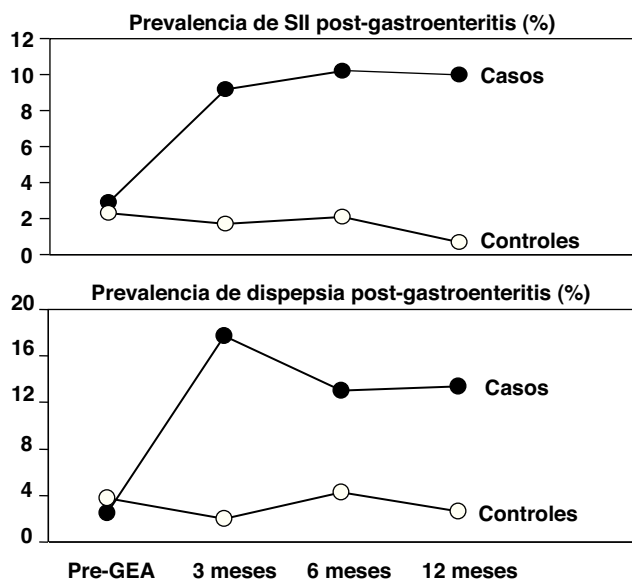 Prevalencia de SII post-gastroenteritis (%)
12
10
8
6
4
2
0
Casos
Controles
Prevalencia de dispepsia post-gastroenteritis (%)
20
16
12
8
4
0
Casos
Controles
Pre-GEA 3 meses 6 meses 12 meses